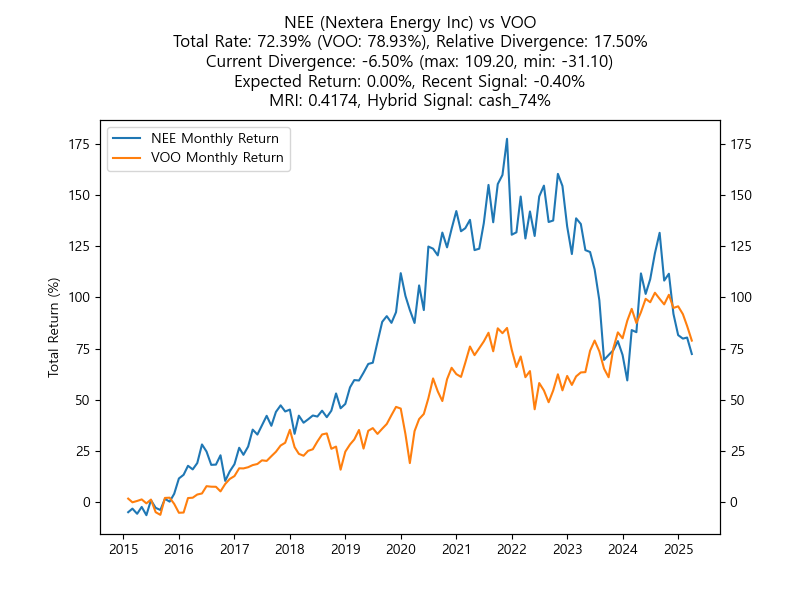 NEE (Nextera Energy Inc) vs VOO
Total Rate: 72.39% (VOO: 78.93%), Relative Divergence: 17.50%
Current Divergence: -6.50% (max: 109.20, min: -31.10)
Expected Return: 0.00%, Recent Signal: -0.40%
MRI: 0.4174, Hybrid Signal: cash_74%
NEE Monthly Return
VOO Monthly Return
Total Return (%)
175
150
125
100
75
50
25
0
175
150
125
100
75
50
25
0
2015 2016 2017 2018 2019 2020 2021 2022 2023 2024 2025